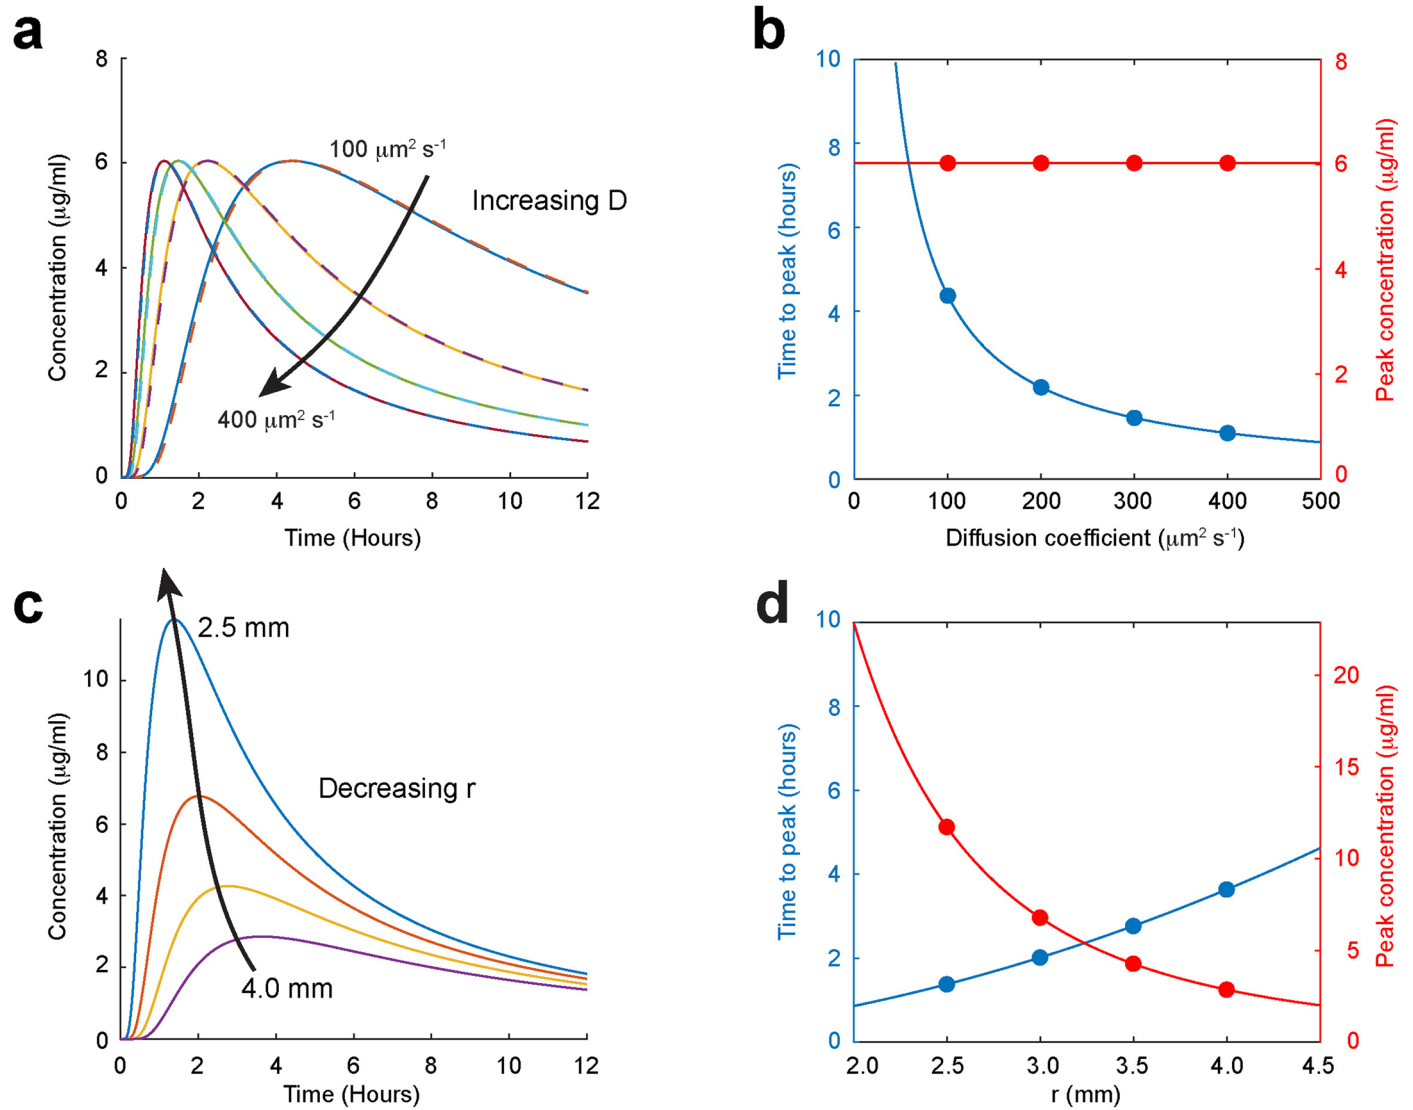 a
8
6
4
2
0
0 2 4 6 8 10 12
Concentration (μg/ml)
Time (Hours)
100 μm² s⁻¹
Increasing D
400 μm² s⁻¹
b
10
8
6
4
2
0
Time to peak (hours)
8
6
4
2
0
Peak concentration (μg/ml)
0 100 200 300 400 500
Diffusion coefficient (μm² s⁻¹)
c
10
8
6
4
2
0
0 2 4 6 8 10 12
Concentration (μg/ml)
Time (Hours)
2.5 mm
Decreasing r
4.0 mm
d
10
8
6
4
2
0
Time to peak (hours)
20
15
10
5
0
Peak concentration (μg/ml)
2.0 2.5 3.0 3.5 4.0 4.5
r (mm)